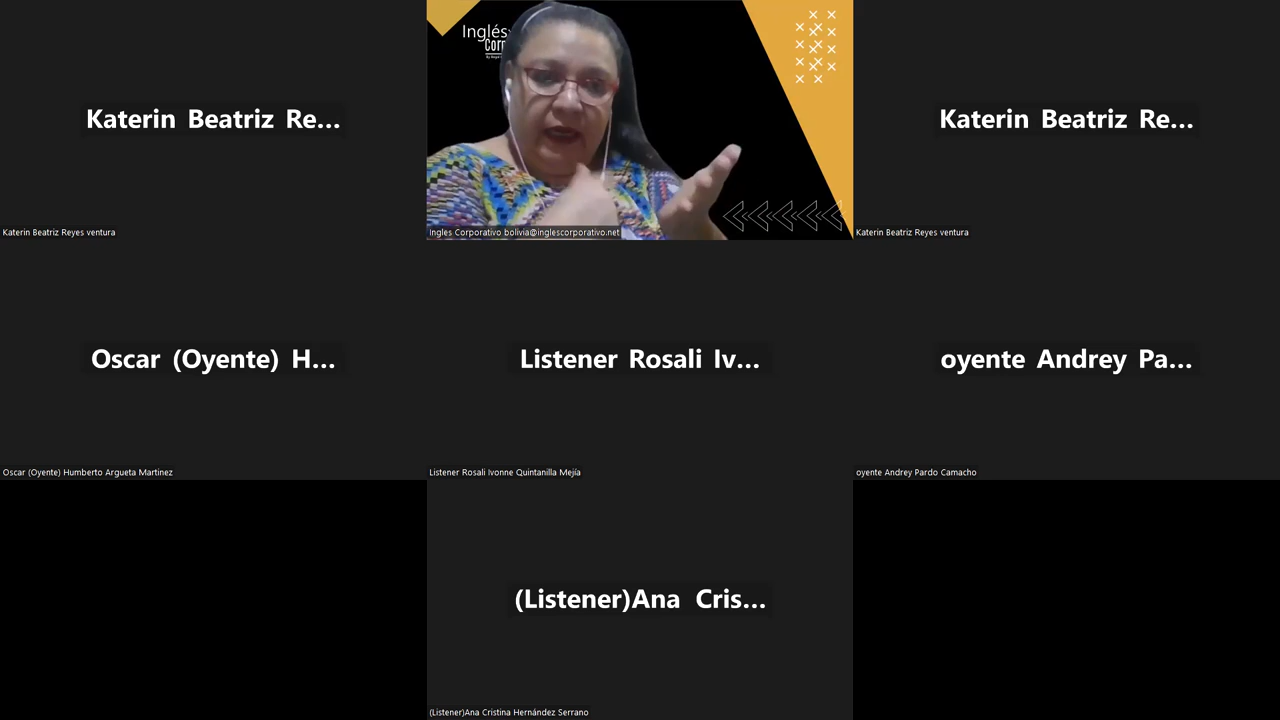 Katerin Beatriz Re...
Katerin Beatriz Reyes ventura
Inglés
Corp
Ingles Corporativo bolivia@inglescorporativo.net
Katerin Beatriz Re...
Katerin Beatriz Reyes ventura
Oscar (Oyente) H...
Oscar (Oyente) Humberto Argueta Martinez
Listener Rosali Iv...
Listener Rosali Ivonne Quintanilla Mejía
oyente Andrey Pa...
oyente Andrey Pardo Camacho
(Listener)Ana Cris...
(Listener)Ana Cristina Hernández Serrano